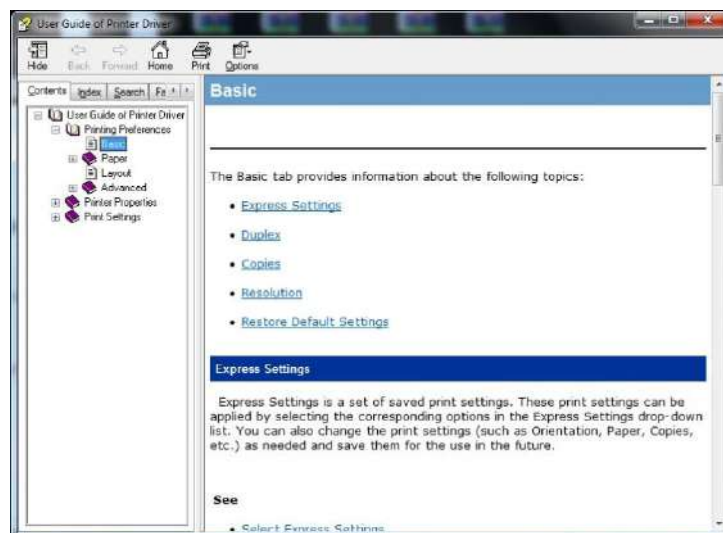 User Guide of Printer Driver
Hide Back Forward Home Print Options
Contents Index Search Fa
User Guide of Printer Driver
Printing Preferences
Basic
Paper
Layout
Advanced
Printer Properties
Print Settings
Basic
The Basic tab provides information about the following topics:
• Express Settings
• Duplex
• Copies
• Resolution
• Restore Default Settings
Express Settings
Express Settings is a set of saved print settings. These print settings can be
applied by selecting the corresponding options in the Express Settings drop-down
list. You can also change the print settings (such as Orientation, Paper, Copies,
etc.) as needed and save them for the use in the future.
See
• Select Express Settings